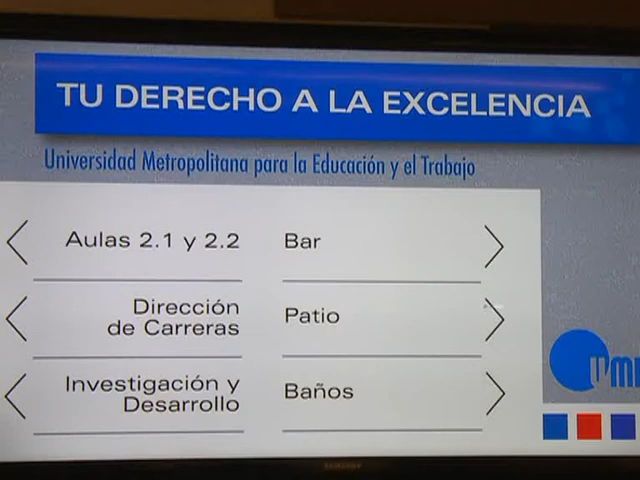 TU DERECHO A LA EXCELENCIA
Universidad Metropolitana para la Educación y el Trabajo
Aulas 2.1 y 2.2
Bar
Dirección
de Carreras
Patio
Investigación y
Desarrollo
Baños